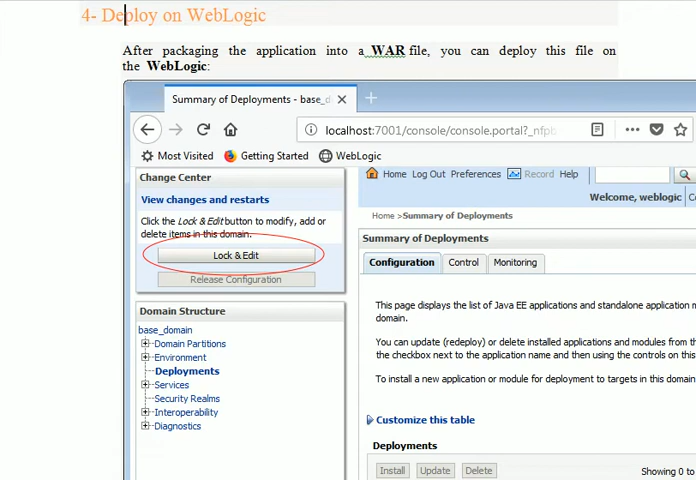 4- Deploy on WebLogic
After packaging the application into a WAR file, you can deploy this file on
the WebLogic:
Summary of Deployments - base_d
localhost:7001/console/console.portal?_nfpb
Most Visited Getting Started WebLogic
Change Center
View changes and restarts
Click the Lock & Edit button to modify, add or
delete items in this domain.
Lock & Edit
Release Configuration
Domain Structure
base_domain
Domain Partitions
Environment
Deployments
Services
Security Realms
Interoperability
Diagnostics
Home Log Out Preferences Record Help
Welcome, weblogic
Home >Summary of Deployments
Summary of Deployments
Configuration Control Monitoring
This page displays the list of Java EE applications and standalone application
domain.
You can update (redeploy) or delete installed applications and modules from
the checkbox next to the application name and then using the controls on this
To install a new application or module for deployment to targets in this domain
Customize this table
Deployments
Install Update Delete
Showing 0 to